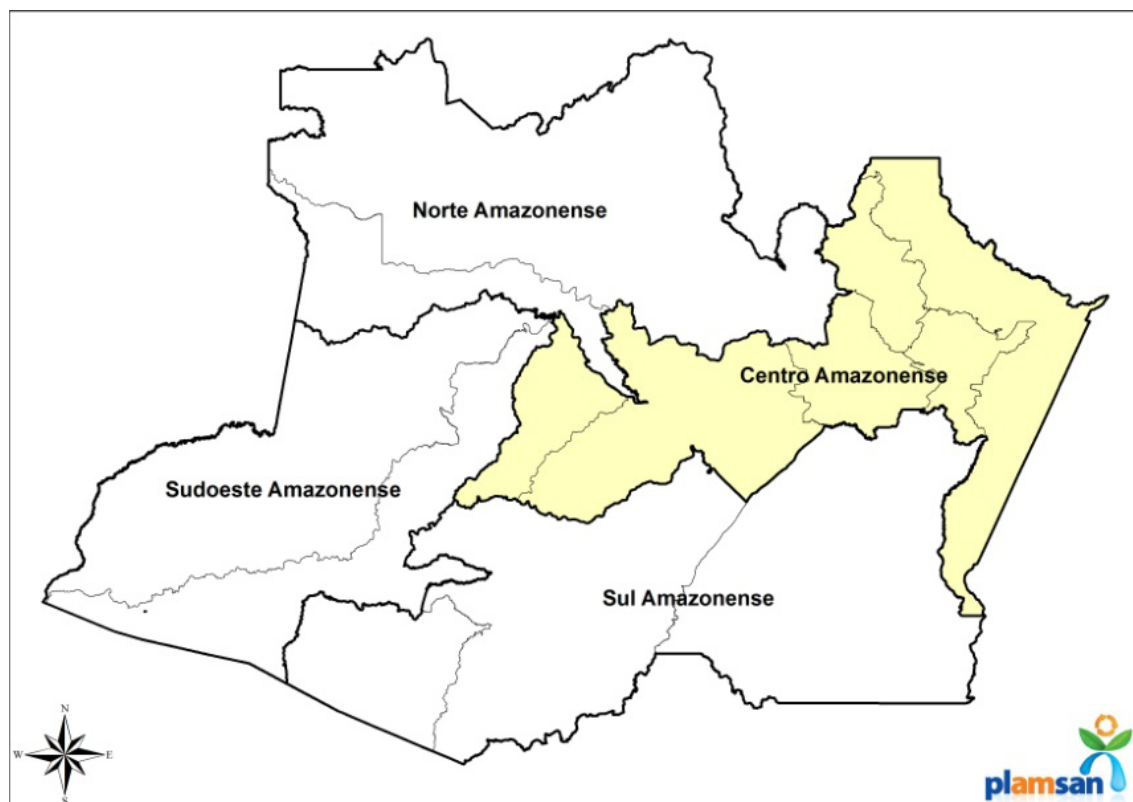 Norte Amazonense
Centro Amazonense
Sudoeste Amazonense
Sul Amazonense
N
W
E
S
plamsan